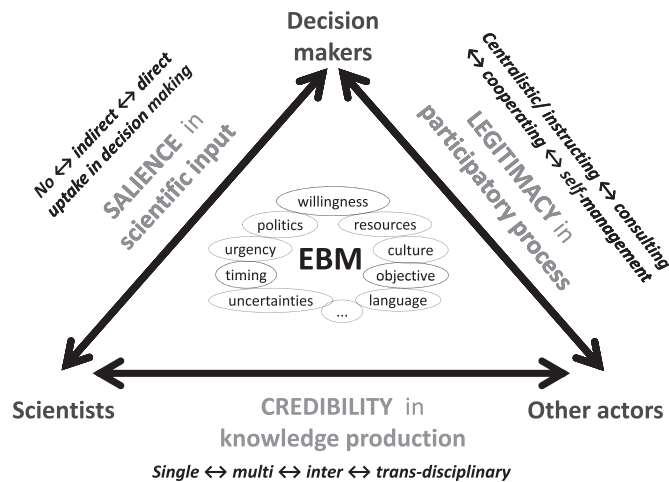 Decision
makers
No ↔ indirect ↔ direct
uptake in decision making
SALIENCE in
scientific input
Centralistic/ instructing ↔ consulting
↔ cooperating ↔ self-management
LEGITIMACY in
participatory process
willingness
politics
resources
urgency
EBM
culture
timing
objective
uncertainties
language
...
Scientists
Other actors
CREDIBILITY in
knowledge production
Single ↔ multi ↔ inter ↔ trans-disciplinary